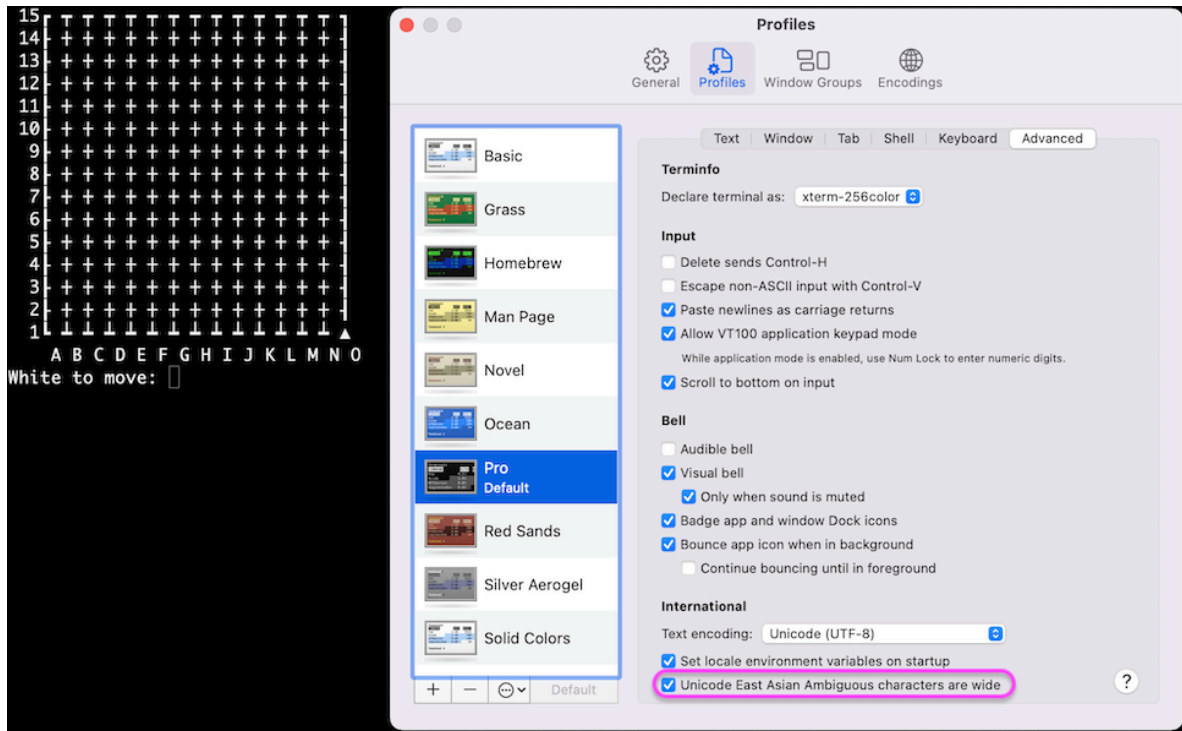 15
14
13
12
11
10
9
8
7
6
5
4
3
2
1
A B C D E F G H I J K L M N O
White to move:
Profiles
General Profiles Window Groups Encodings
Basic
Grass
Homebrew
Man Page
Novel
Ocean
Pro
Default
Red Sands
Silver Aerogel
Solid Colors
+ − Default
Text Window Tab Shell Keyboard Advanced
Terminfo
Declare terminal as: xterm-256color
Input
Delete sends Control-H
Escape non-ASCII input with Control-V
Paste newlines as carriage returns
Allow VT100 application keypad mode
While application mode is enabled, use Num Lock to enter numeric digits.
Scroll to bottom on input
Bell
Audible bell
Visual bell
Only when sound is muted
Badge app and window Dock icons
Bounce app icon when in background
Continue bouncing until in foreground
International
Text encoding: Unicode (UTF-8)
Set locale environment variables on startup
Unicode East Asian Ambiguous characters are wide
?